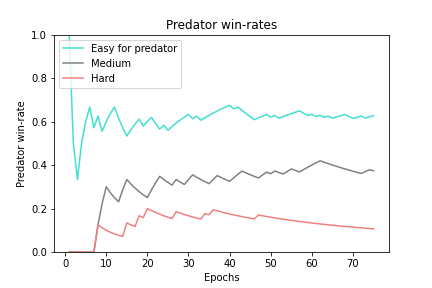 Predator win-rates
1.0
0.8
0.6
0.4
0.2
0.0
Predator win-rate
Easy for predator
Medium
Hard
0 10 20 30 40 50 60 70
Epochs